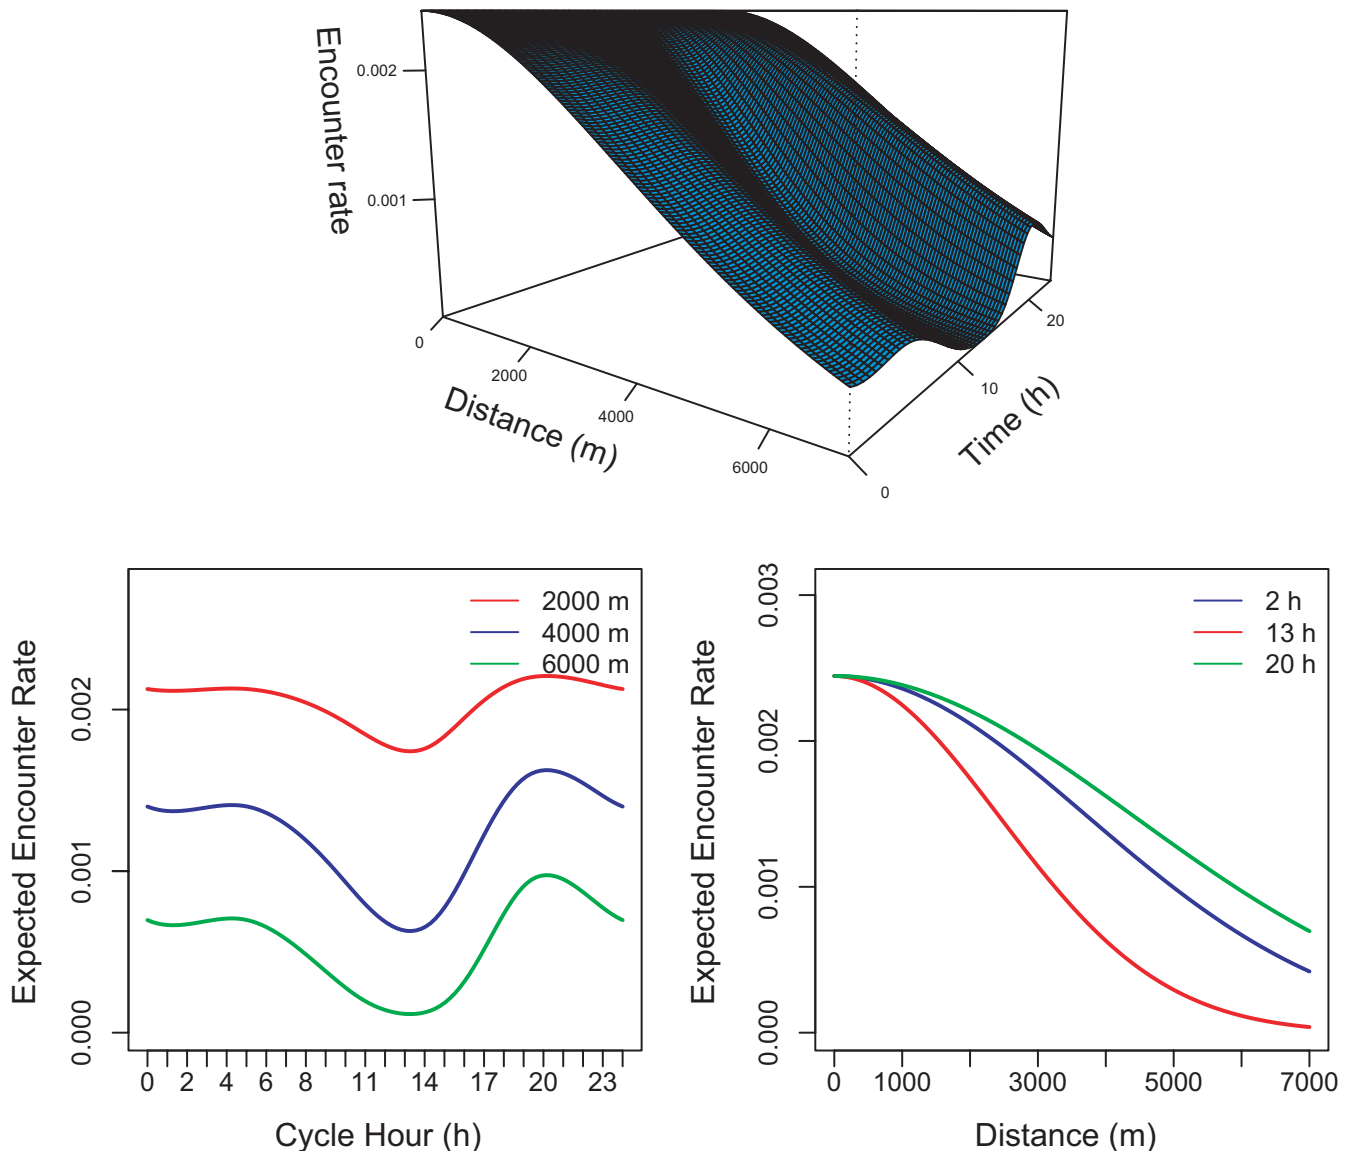 Encounter rate
0.002
0.001
0
2000
4000
6000
Distance (m)
0
10
20
Time (h)
Expected Encounter Rate
0.002
0.001
0.000
2000 m
4000 m
6000 m
0 2 4 6 8 11 14 17 20 23
Cycle Hour (h)
Expected Encounter Rate
0.003
0.002
0.001
0.000
2 h
13 h
20 h
0 1000 3000 5000 7000
Distance (m)